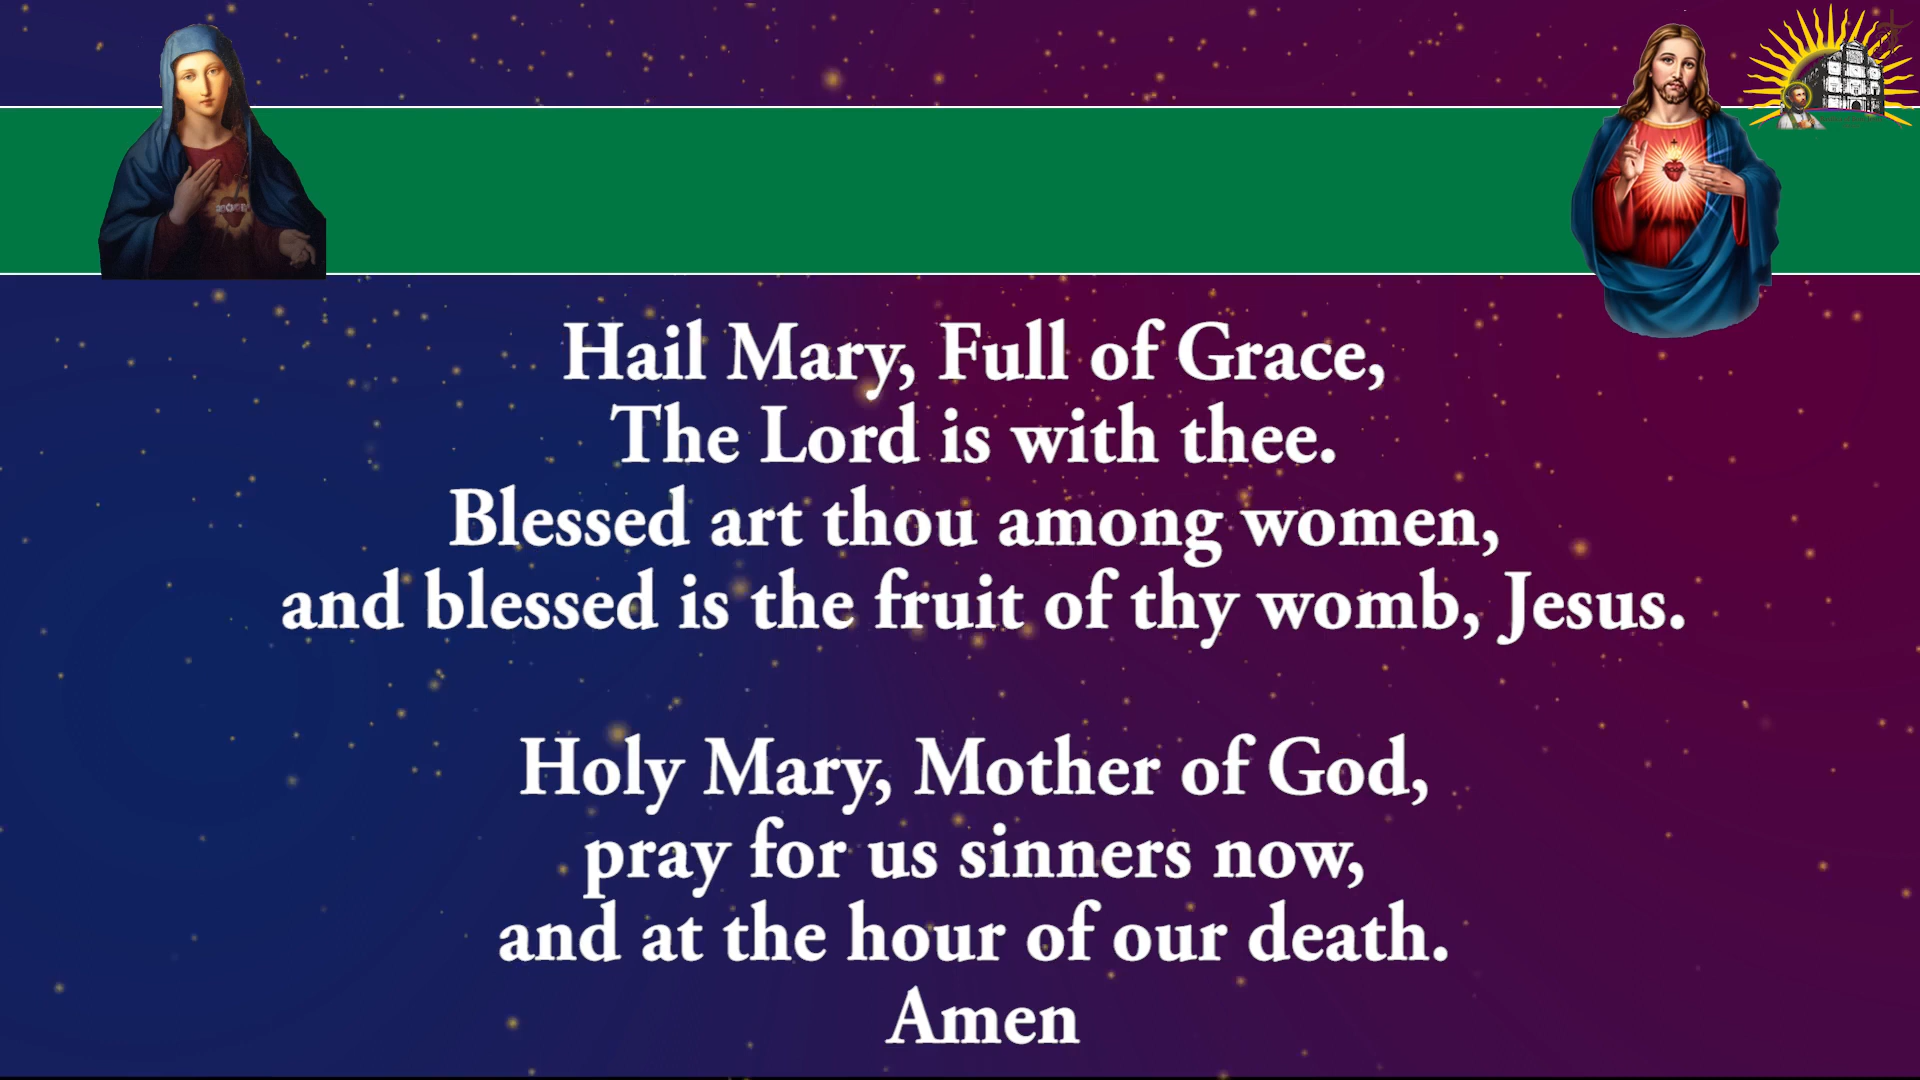 Hail Mary, Full of Grace,
The Lord is with thee.
Blessed art thou among women,
and blessed is the fruit of thy womb, Jesus.
Holy Mary, Mother of God,
pray for us sinners now,
and at the hour of our death.
Amen